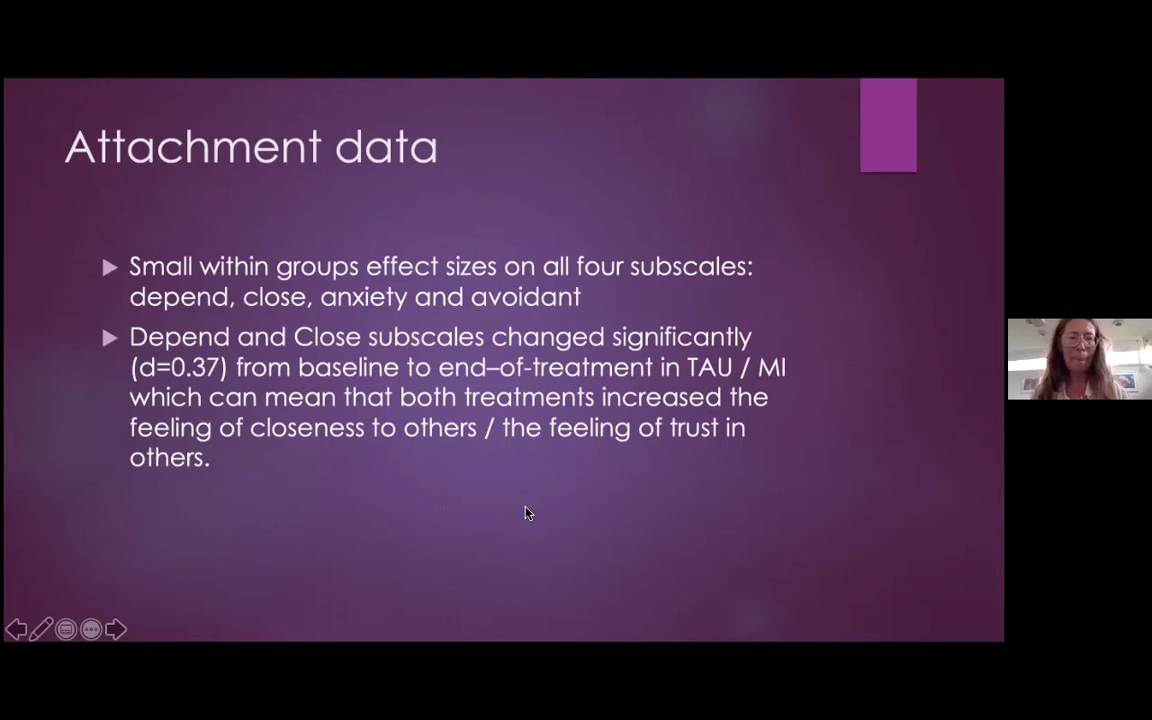 Attachment data
Small within groups effect sizes on all four subscales:
depend, close, anxiety and avoidant
Depend and Close subscales changed significantly
(d=0.37) from baseline to end–of-treatment in TAU / MI
which can mean that both treatments increased the
feeling of closeness to others / the feeling of trust in
others.